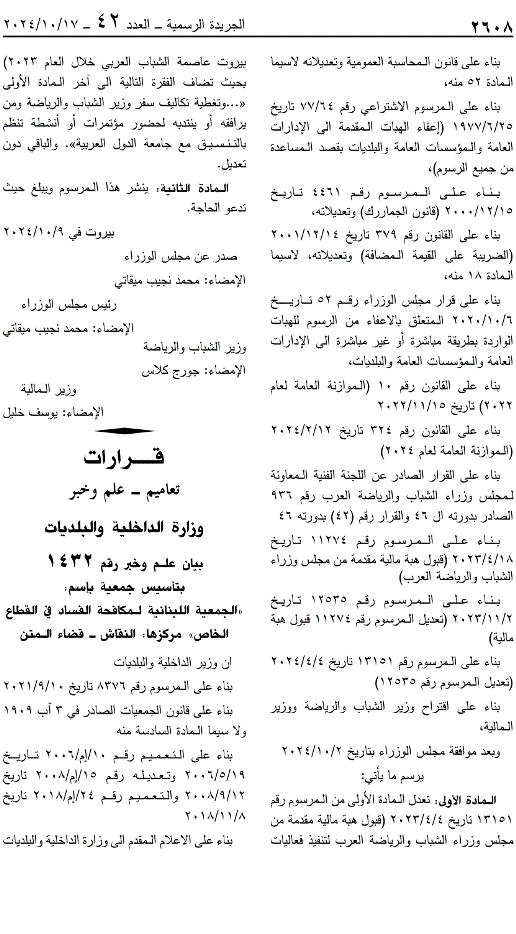 ٢٦٠٨
الجريدة الرسمية ــ العدد ٤٢ ــ ٢٠٢٤/١٠/١٧
بناء على قانون المحاسبة العمومية وتعديلاته لاسيما
المادة ٥٢ منه،
بناء على المرسوم الاشتراعي رقم ٧٧/٦٤ تاريخ
١٩٧٧/٦/٢٥ (إعفاء الهبات المقدمة الى الإدارات
العامة والمؤسسات العامة والبلديات بقصد المساعدة
من جميع الرسوم)،
بناء على المرسوم رقم ٤٤٦١ تاريخ
٢٠٠٠/١٢/١٥ (قانون الجمارك) وتعديلاته،
بناء على القانون رقم ٣٧٩ تاريخ ٢٠٠١/١٢/١٤
(الضريبة على القيمة المضافة) وتعديلاته، لاسيما
المادة ١٨ منه،
بناء على قرار مجلس الوزراء رقم ٥٢ تاريخ
٢٠٢٠/١٠/٦ المتعلق بالاعفاء من الرسوم للهبات
الواردة بطريقة مباشرة أو غير مباشرة الى الإدارات
العامة والمؤسسات العامة والبلديات،
بناء على القانون رقم ١٠ (الموازنة العامة لعام
٢٠٢٢) تاريخ ٢٠٢٢/١١/١٥
بناء على القانون رقم ٣٢٤ تاريخ ٢٠٢٤/٢/١٢
(الموازنة العامة لعام ٢٠٢٤)
بناء على القرار الصادر عن اللجنة الفنية المعاونة
لمجلس وزراء الشباب والرياضة العرب رقم ٩٣٦
الصادر بدورته ال ٤٦ والقرار رقم (٤٢) بدورته ٤٦
بناء على المرسوم رقم ١١٢٧٤ تاريخ
٢٠٢٣/٤/١٨ (قبول هبة مالية مقدمة من مجلس وزراء
الشباب والرياضة العرب)
بناء على المرسوم رقم ١٢٥٣٥ تاريخ
٢٠٢٣/١١/٢ (تعديل المرسوم رقم ١١٢٧٤ قبول هبة
مالية)
بناء على المرسوم رقم ١٣١٥١ تاريخ ٢٠٢٤/٤/٤
(تعديل المرسوم رقم ١٢٥٣٥)
بناء على اقتراح وزير الشباب والرياضة ووزير
المالية،
وبعد موافقة مجلس الوزراء بتاريخ ٢٠٢٤/١٠/٢
يرسم ما يأتي:
المادة الأولى: تعدل المادة الأولى من المرسوم رقم
١٣١٥١ تاريخ ٢٠٢٣/٤/٤ (قبول هبة مالية مقدمة من
مجلس وزراء الشباب والرياضة العرب لتنفيذ فعاليات
بيروت عاصمة الشباب العربي خلال العام ٢٠٢٣)
بحيث تضاف الفقرة التالية الى آخر المادة الأولى
«...وتغطية تكاليف سفر وزير الشباب والرياضة ومن
يرافقه أو ينتدبه لحضور مؤتمرات أو أنشطة تنظم
بالتنسيق مع جامعة الدول العربية». والباقي دون
تعديل.
المادة الثانية: ينشر هذا المرسوم ويبلغ حيث
تدعو الحاجة.
بيروت في ٢٠٢٤/١٠/٩
صدر عن مجلس الوزراء
الإمضاء: محمد نجيب ميقاتي
رئيس مجلس الوزراء
الإمضاء: محمد نجيب ميقاتي
وزير الشباب والرياضة
الإمضاء: جورج كلاس
وزير المالية
الإمضاء: يوسف خليل
قـرارات
تعاميم ــ علم وخبر
وزارة الداخلية والبلديات
بيان علم وخبر رقم ١٤٣٢
بتاسيس جمعية بإسم:
«الجمعية اللبنانية لمكافحة الفساد في القطاع
الخاص» مركزها: النقاش ــ قضاء المتن
ان وزير الداخلية والبلديات
بناء على المرسوم رقم ٨٣٧٦ تاريخ ٢٠٢١/٩/١٠
بناء على قانون الجمعيات الصادر في ٣ آب ١٩٠٩
ولا سيما المادة السادسة منه
بناء على التعميم رقم ١٠/إم/٢٠٠٦ تاريخ
٢٠٠٦/٥/١٩ وتعديله رقم ١٥/إم/٢٠٠٨ تاريخ
٢٠٠٨/٩/١٢ والتعميم رقم ٢٤/إم/٢٠١٨ تاريخ
٢٠١٨/١١/٨
بناء على الاعلام المقدم الى وزارة الداخلية والبلديات